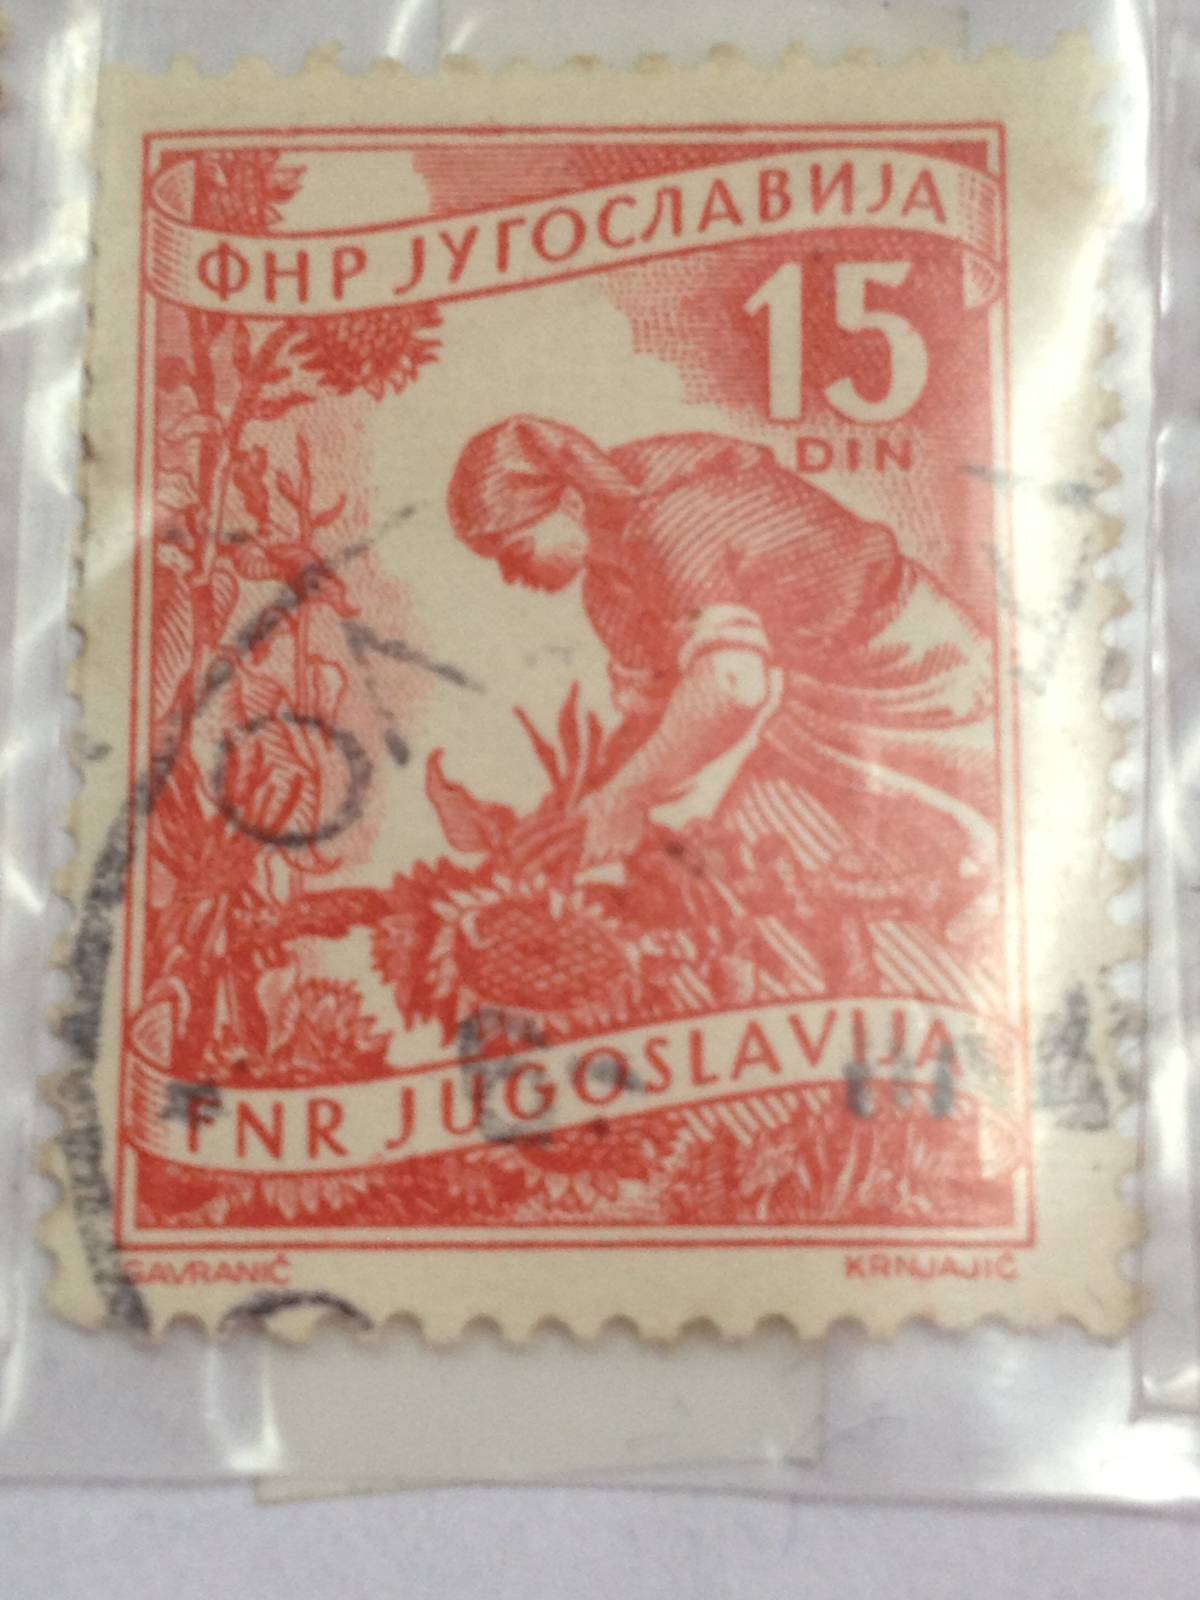 ФНР ЈУГОСЛАВИЈА
15
DIN
FNR JUGOSLAVIJA
GAVRANIĆ
KRNJAJIĆ